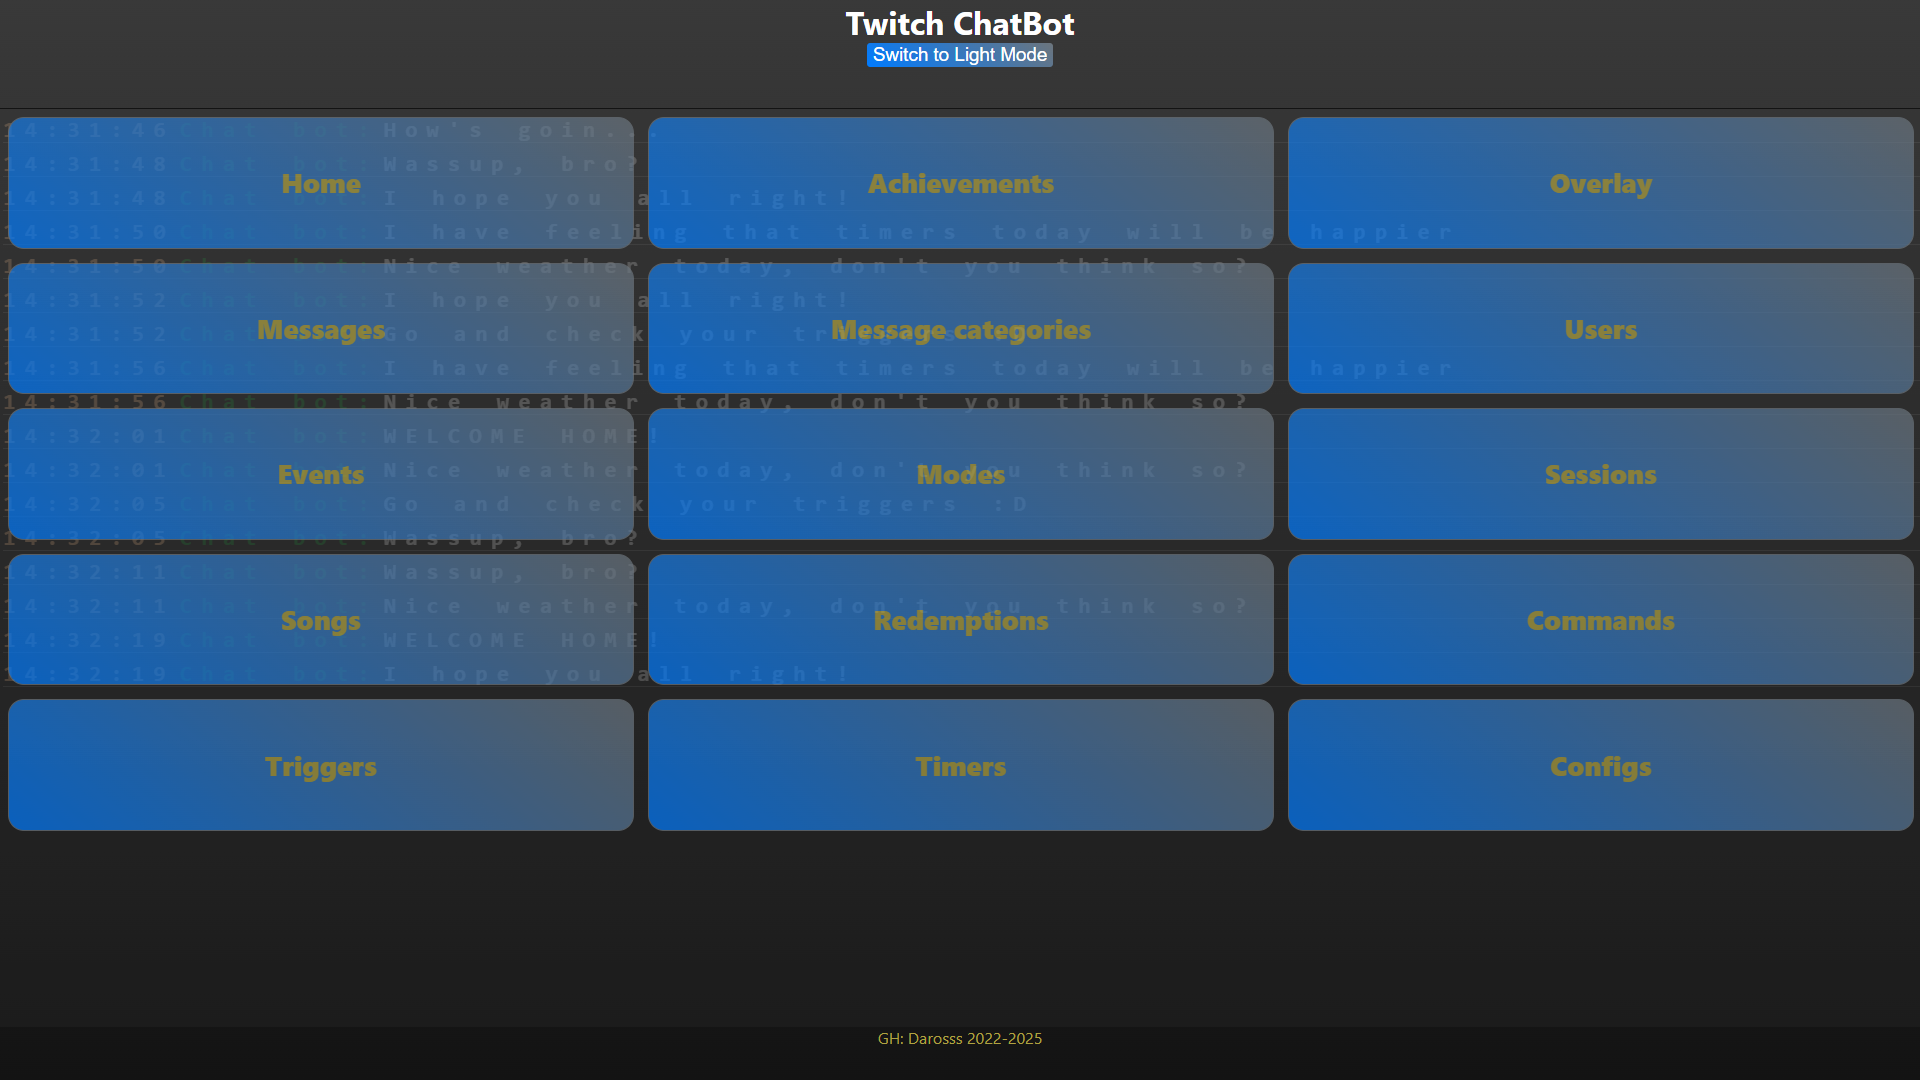 Twitch ChatBot
Switch to Light Mode
14:31:46 Chat bot: How's goin...
14:31:48 Chat bot: Wassup, bro?
Home
Achievements
Overlay
14:31:48 Chat bot: I hope you all right!
14:31:50 Chat bot: I have feeling that timers today will be happier
14:31:50 Chat bot: Nice weather today, don't you think so?
14:31:52 Chat bot: I hope you all right!
Messages
Message categories
Users
14:31:52 Chat bot: Go and check your triggers :D
14:31:56 Chat bot: I have feeling that timers today will be happier
14:31:56 Chat bot: Nice weather today, don't you think so?
14:32:01 Chat bot: WELCOME HOME!
14:32:01 Chat bot: Nice weather today, don't you think so?
Events
Modes
Sessions
14:32:05 Chat bot: Go and check your triggers :D
14:32:05 Chat bot: Wassup, bro?
14:32:11 Chat bot: Wassup, bro?
14:32:11 Chat bot: Nice weather today, don't you think so?
Songs
Redemptions
Commands
14:32:19 Chat bot: WELCOME HOME!
14:32:19 Chat bot: I hope you all right!
Triggers
Timers
Configs
GH: Darosss 2022-2025